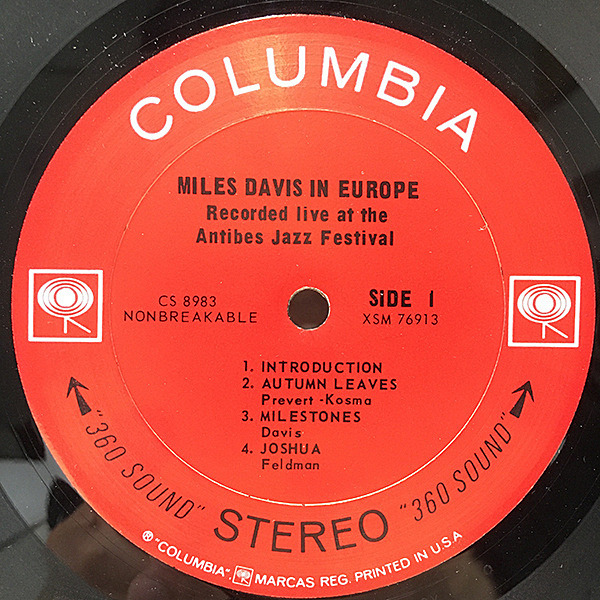 COLUMBIA
MILES DAVIS IN EUROPE
Recorded live at the
Antibes Jazz Festival
CS 8983
NONBREAKABLE
SiDE 1
XSM 76913
1. INTRODUCTION
2. AUTUMN LEAVES
Prevert-Kosma
3. MILESTONES
Davis
4. JOSHUA
Feldman
"360 SOUND" STEREO "360 SOUND"
® "COLUMBIA", MARCAS REG. PRINTED IN U.S.A